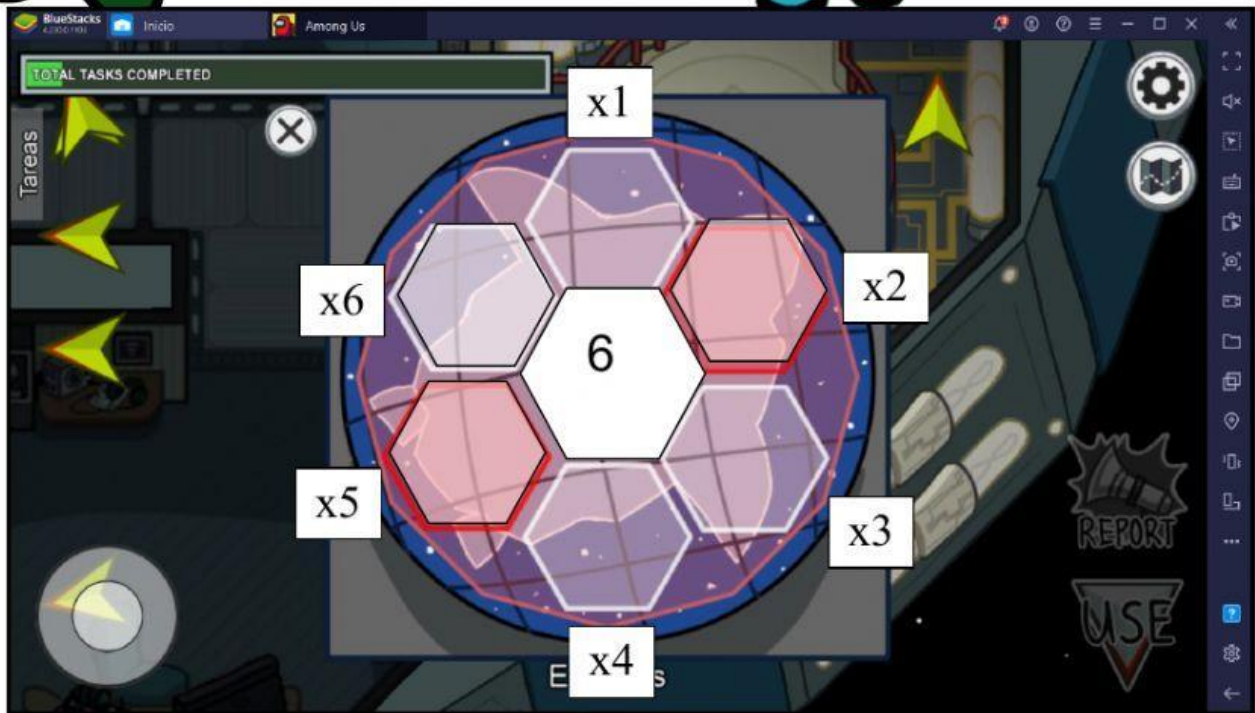 BlueStacks
Inicio
Among Us
TOTAL TASKS COMPLETED
Tareas
x1
x6
x2
6
x5
x3
x4
E s
REPORT
USE